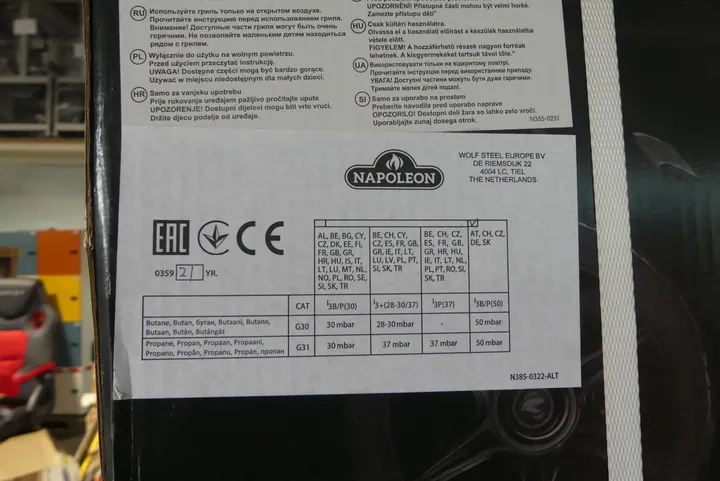 RU Используйте гриль только на открытом воздухе.
Прочитайте инструкцию перед использованием гриля.
Внимание! Доступные части гриля могут быть очень
горячими. Не позволяйте маленьким детям находиться
рядом с грилем.
PL Wyłącznie do użytku na wolnym powietrzu.
Przed użyciem przeczytać instrukcję.
UWAGA! Dostępne części mogą być bardzo gorące.
Używać w miejscu niedostępnym dla małych dzieci.
HR Samo za vanjsku upotrebu
Prije rukovanja uređajem pažljivo pročitajte upute
UPOZORENJE! Dostupni dijelovi mogu biti vrlo vrući.
Držite djecu podalje od uređaja.
UPOZORNĚNÍ! Přístupné části mohou být velmi horké.
Zamezte přístupu dětí"
HU Csak kültéri használatra.
Olvassa el a használati előírást a készülék használatba
vétele előtt.
FIGYELEM! A hozzáférhető részek nagyon forróak
lehetnek. A kisgyermekeket tartsuk távol tőle."
UA Використовувати тільки на відкритому повітрі.
Прочитайте інструкцію перед використанням приладу.
УВАГА! Доступні частини можуть бути дуже гарячими.
Тримайте малих дітей подалі.
SI Samo za uporabo na prostem
Preberite navodila pred uporabo naprave
OPOZORILO! Dostopni deli žara so lahko zelo vroči.
Uporabljajte zunaj dosega otrok.
N385-0251
NAPOLEON
WOLF STEEL EUROPE BV
DE RIEMSDIJK 22
4004 LC, TIEL
THE NETHERLANDS
EAC CE
0359 21 YR.
AL, BE, BG, CY,
CZ, DK, EE, FI,
FR, GB, GR,
HR, HU, IS, IT,
LT, LU, MT, NL,
NO, PL, RO, SE,
SI, SK, TR
BE, CH, CY,
CZ, ES, FR, GB,
GR, IE, IT, LT,
LU, LV, PL, PT,
SI, SK, TR
BE, CH, CZ,
ES, FR, GB,
GR, HR, HU,
IE, IT, LT, NL,
PL, PT, RO, SI,
SK, TR
AT, CH, CZ,
DE, SK
CAT I3B/P(30) I3+(28-30/37) I3P(37) I3B/P(50)
Butane, Butan, бутан, Butaani, Butano,
Butaan, Butân, Butángáz G30 30 mbar 28-30mbar - 50 mbar
Propane, Propan, Propaan, Propaani,
Propano, Propân, Propanu, Propán, пропан G31 30 mbar 37 mbar 37 mbar 50 mbar
N385-0322-ALT